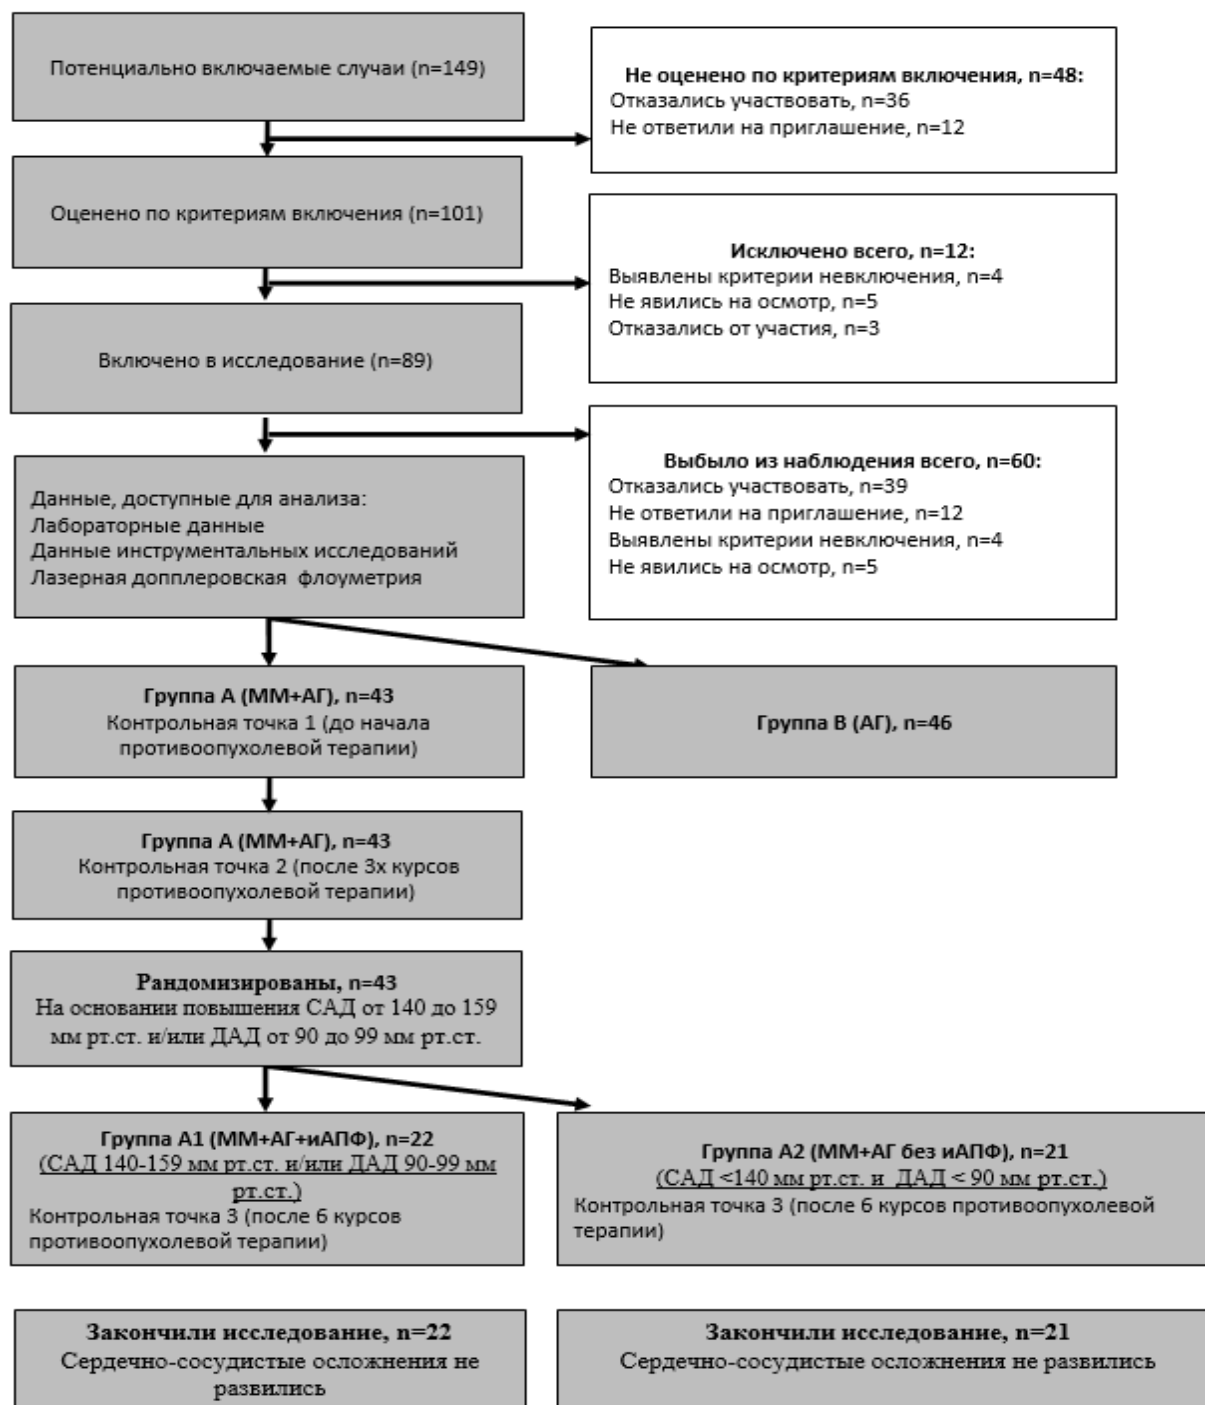 Потенциально включаемые случаи (n=149)
Не оценено по критериям включения, n=48:
Отказались участвовать, n=36
Не ответили на приглашение, n=12
Оценено по критериям включения (n=101)
Исключено всего, n=12:
Выявлены критерии невключения, n=4
Не явились на осмотр, n=5
Отказались от участия, n=3
Включено в исследование (n=89)
Выбыло из наблюдения всего, n=60:
Отказались участвовать, n=39
Не ответили на приглашение, n=12
Выявлены критерии невключения, n=4
Не явились на осмотр, n=5
Данные, доступные для анализа:
Лабораторные данные
Данные инструментальных исследований
Лазерная допплеровская флоуметрия
Группа А (ММ+АГ), n=43
Контрольная точка 1 (до начала
противоопухолевой терапии)
Группа В (АГ), n=46
Группа А (ММ+АГ), n=43
Контрольная точка 2 (после 3х курсов
противоопухолевой терапии)
Рандомизированы, n=43
На основании повышения САД от 140 до 159
мм рт.ст. и/или ДАД от 90 до 99 мм рт.ст.
Группа А1 (ММ+АГ+иАПФ), n=22
(САД 140-159 мм рт.ст. и/или ДАД 90-99 мм
рт.ст.)
Контрольная точка 3 (после 6 курсов
противоопухолевой терапии)
Группа А2 (ММ+АГ без иАПФ), n=21
(САД <140 мм рт.ст. и ДАД < 90 мм рт.ст.)
Контрольная точка 3 (после 6 курсов противоопухолевой
терапии)
Закончили исследование, n=22
Сердечно-сосудистые осложнения не
развились
Закончили исследование, n=21
Сердечно-сосудистые осложнения не развились